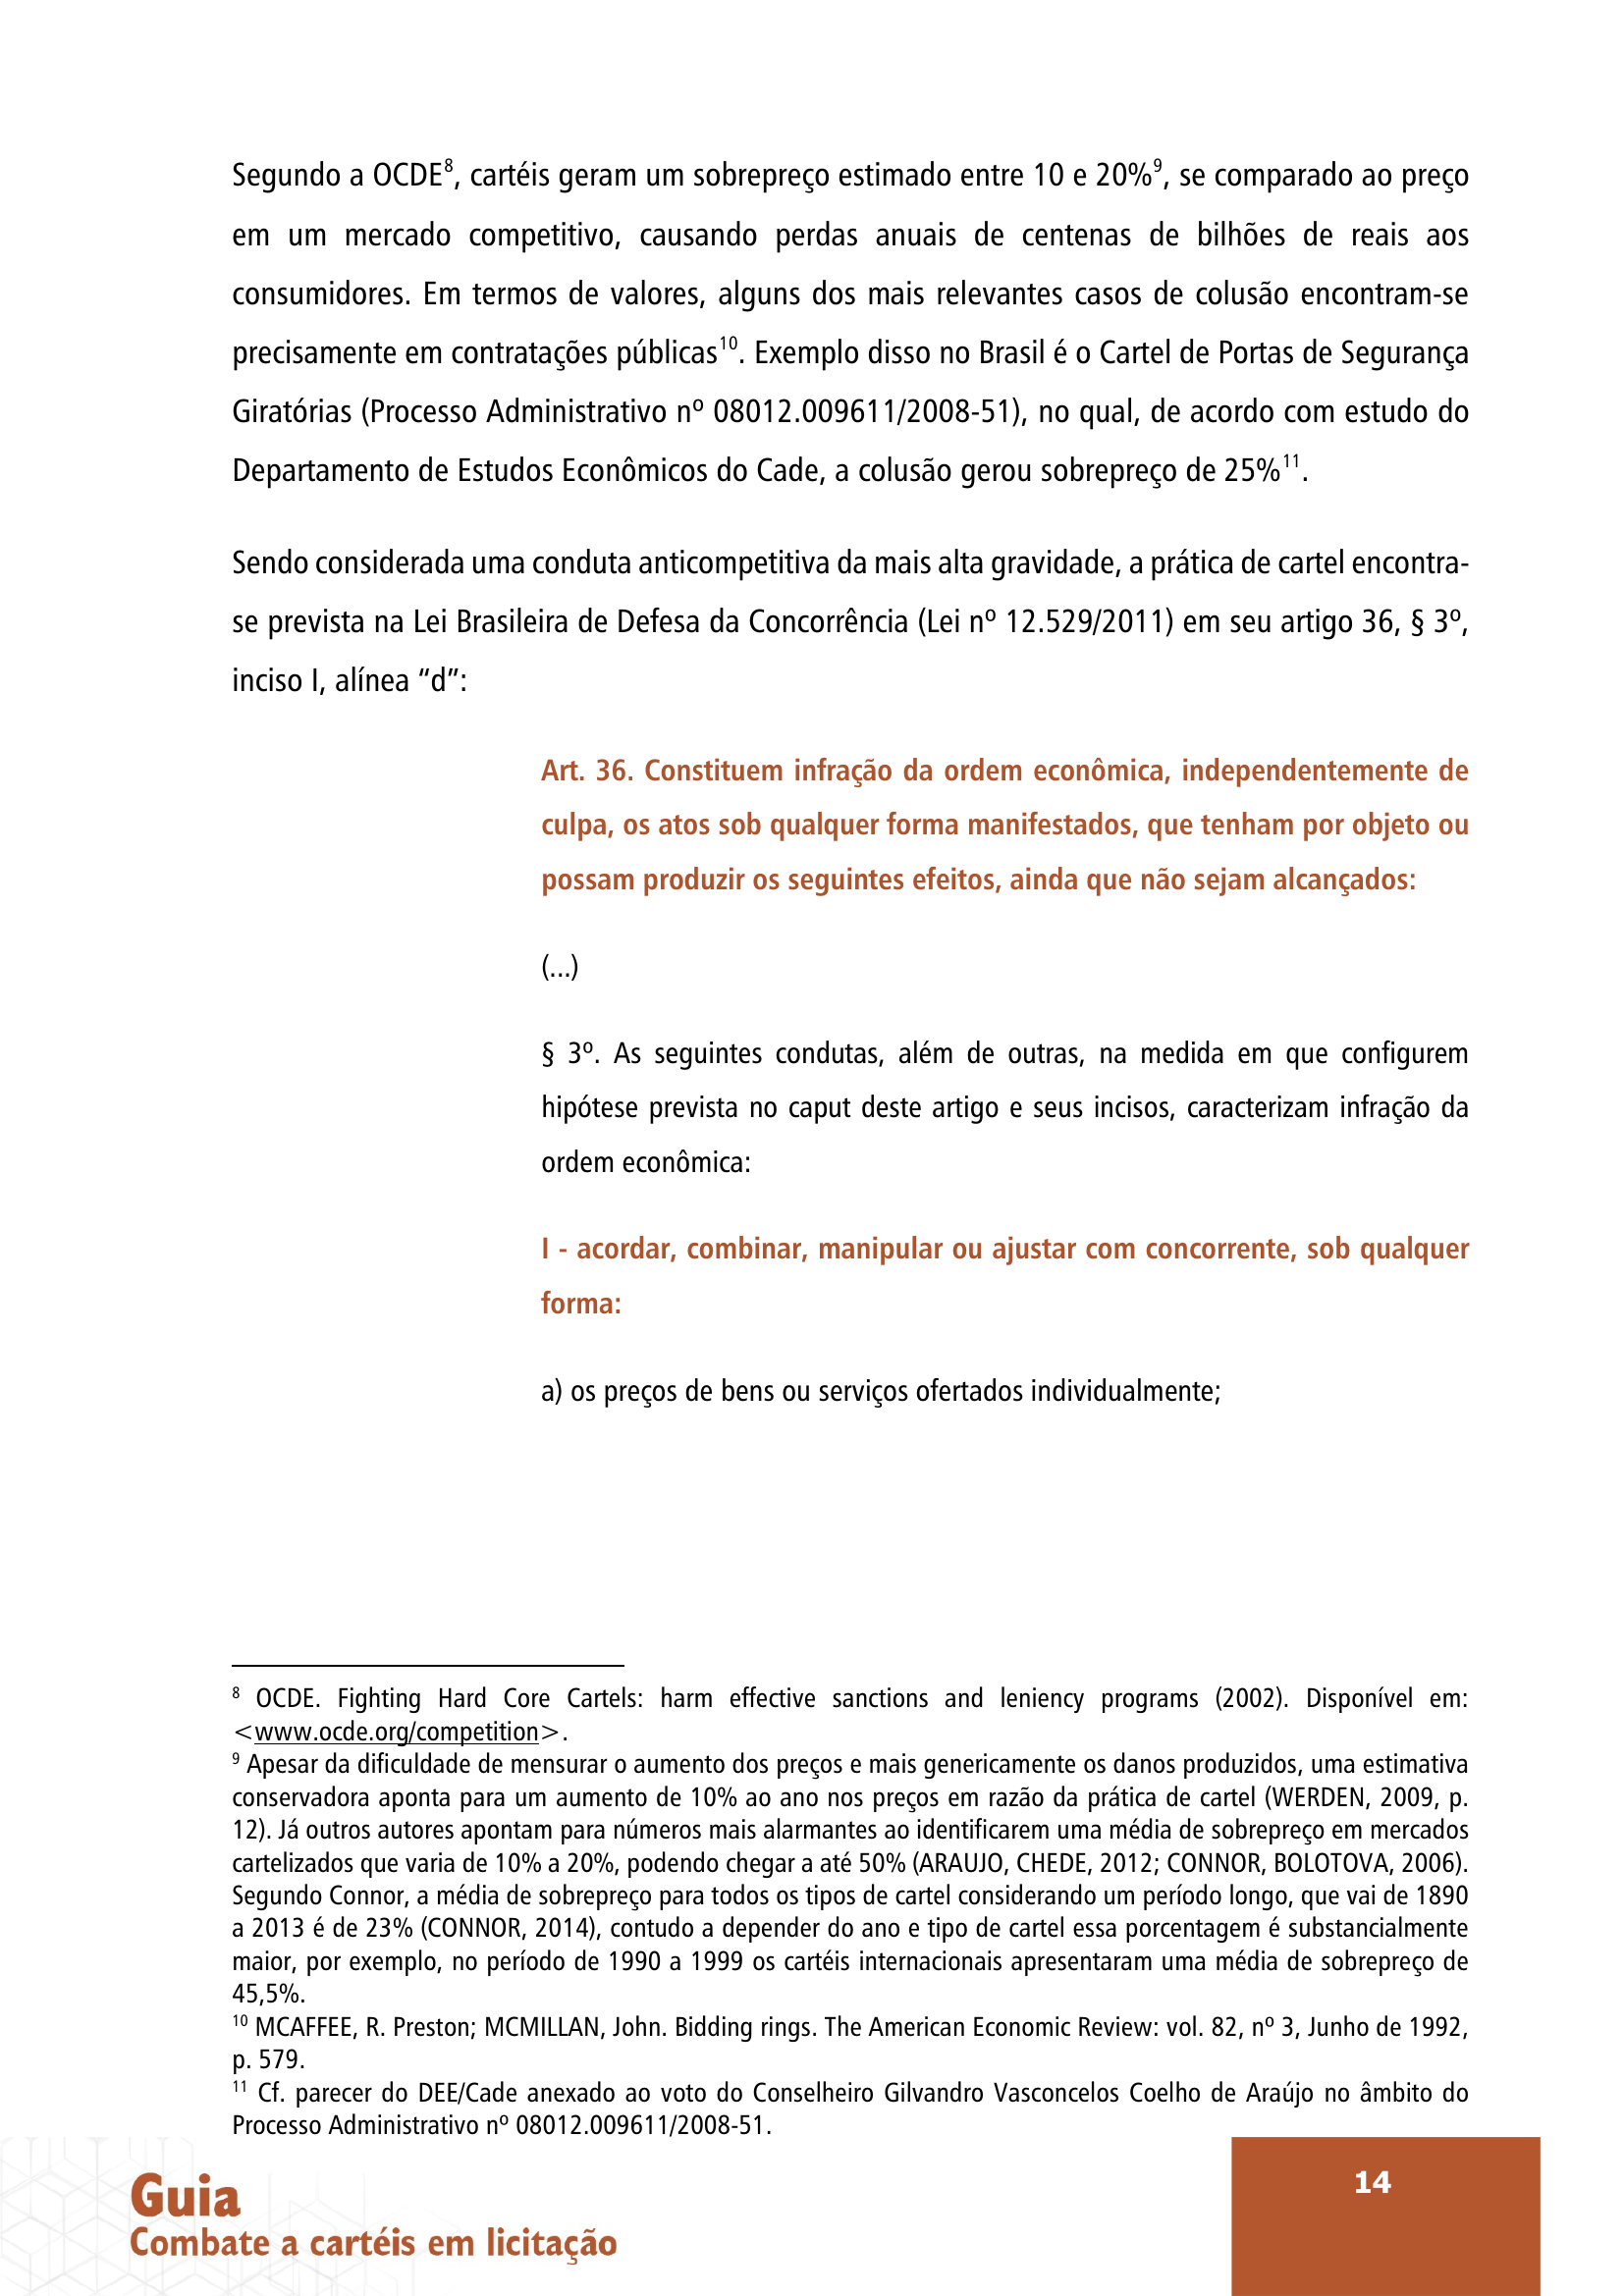 Segundo a OCDE8, cartéis geram um sobrepreço estimado entre 10 e 20%9, se comparado ao preço
em um mercado competitivo, causando perdas anuais de centenas de bilhões de reais aos
consumidores. Em termos de valores, alguns dos mais relevantes casos de colusão encontram-se
precisamente em contratações públicas10. Exemplo disso no Brasil é o Cartel de Portas de Segurança
Giratórias (Processo Administrativo nº 08012.009611/2008-51), no qual, de acordo com estudo do
Departamento de Estudos Econômicos do Cade, a colusão gerou sobrepreço de 25%11.
Sendo considerada uma conduta anticompetitiva da mais alta gravidade, a prática de cartel encontra-
se prevista na Lei Brasileira de Defesa da Concorrência (Lei nº 12.529/2011) em seu artigo 36, § 3º,
inciso I, alínea “d”:
Art. 36. Constituem infração da ordem econômica, independentemente de
culpa, os atos sob qualquer forma manifestados, que tenham por objeto ou
possam produzir os seguintes efeitos, ainda que não sejam alcançados:
(...)
§ 3º. As seguintes condutas, além de outras, na medida em que configurem
hipótese prevista no caput deste artigo e seus incisos, caracterizam infração da
ordem econômica:
I - acordar, combinar, manipular ou ajustar com concorrente, sob qualquer
forma:
a) os preços de bens ou serviços ofertados individualmente;
8 OCDE. Fighting Hard Core Cartels: harm effective sanctions and leniency programs (2002). Disponível em:
<www.ocde.org/competition>.
9 Apesar da dificuldade de mensurar o aumento dos preços e mais genericamente os danos produzidos, uma estimativa
conservadora aponta para um aumento de 10% ao ano nos preços em razão da prática de cartel (WERDEN, 2009, p.
12). Já outros autores apontam para números mais alarmantes ao identificarem uma média de sobrepreço em mercados
cartelizados que varia de 10% a 20%, podendo chegar a até 50% (ARAUJO, CHEDE, 2012; CONNOR, BOLOTOVA, 2006).
Segundo Connor, a média de sobrepreço para todos os tipos de cartel considerando um período longo, que vai de 1890
a 2013 é de 23% (CONNOR, 2014), contudo a depender do ano e tipo de cartel essa porcentagem é substancialmente
maior, por exemplo, no período de 1990 a 1999 os cartéis internacionais apresentaram uma média de sobrepreço de
45,5%.
10 MCAFFEE, R. Preston; MCMILLAN, John. Bidding rings. The American Economic Review: vol. 82, nº 3, Junho de 1992,
p. 579.
11 Cf. parecer do DEE/Cade anexado ao voto do Conselheiro Gilvandro Vasconcelos Coelho de Araújo no âmbito do
Processo Administrativo nº 08012.009611/2008-51.
Guia
Combate a cartéis em licitação
14